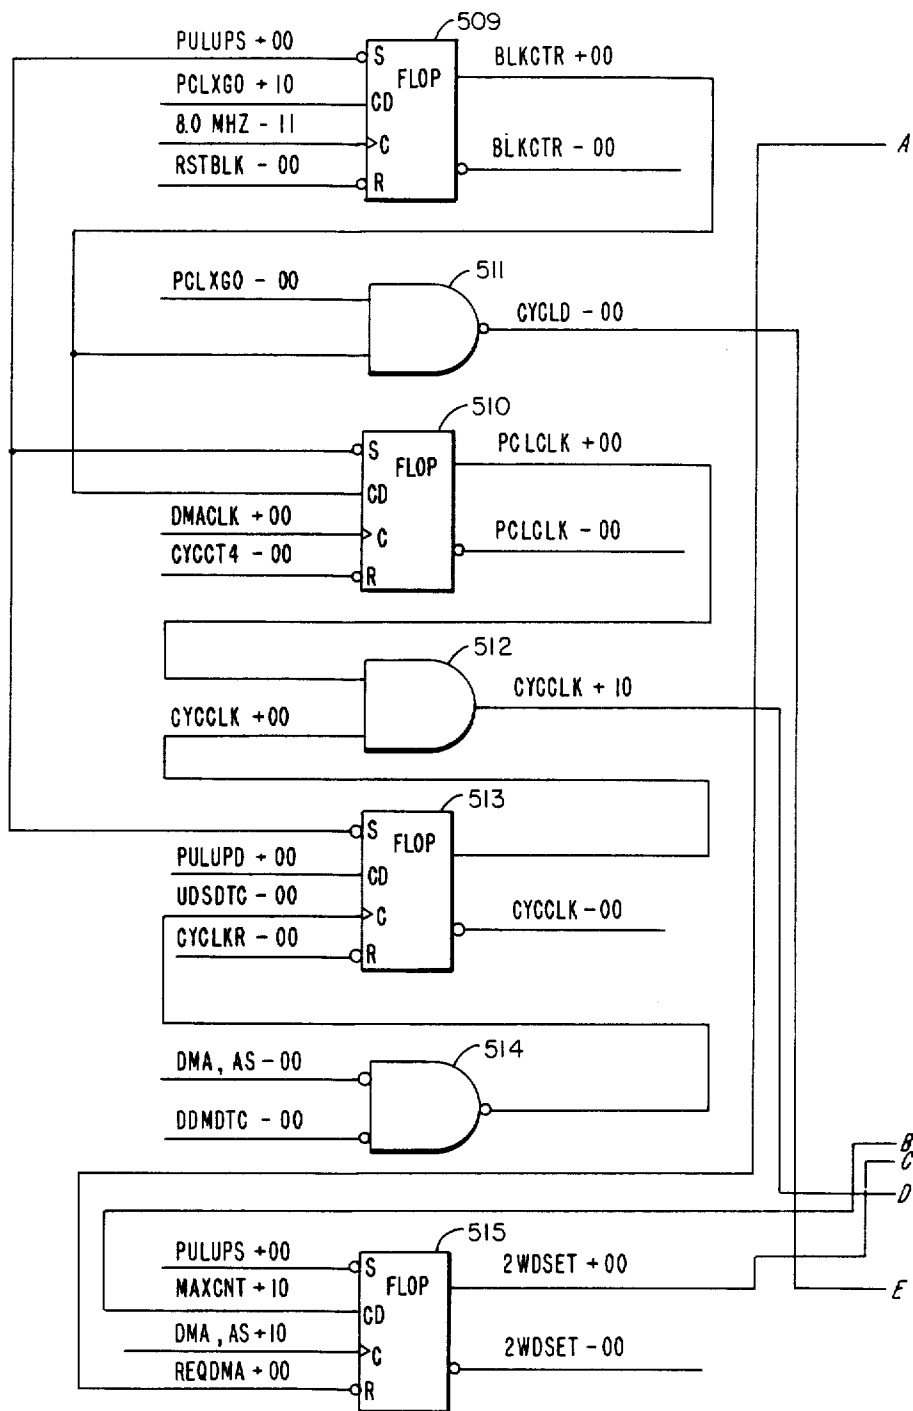 509
PULUPS +00
S
FLOP
BLKCTR +00
PCLXGO +10
CD
8.0 MHZ - 11
C
BLKCTR - 00
A
RSTBLK - 00
R
511
PCLXGO - 00
CYCLD - 00
510
S
FLOP
PCLCLK +00
CD
DMACLK +00
C
PCLCLK - 00
CYCCT4 - 00
R
512
CYCCLK + 10
CYCCLK +00
513
S
FLOP
PULUPD + 00
CD
UDSDTC - 00
C
CYCCLK - 00
CYCLKR - 00
R
514
DMA, AS - 00
DDMDTC - 00
B
C
D
515
PULUPS +00
S
2WDSET +00
FLOP
MAXCNT +10
CD
E
DMA, AS+10
C
2WDSET -00
REQDMA +00
R